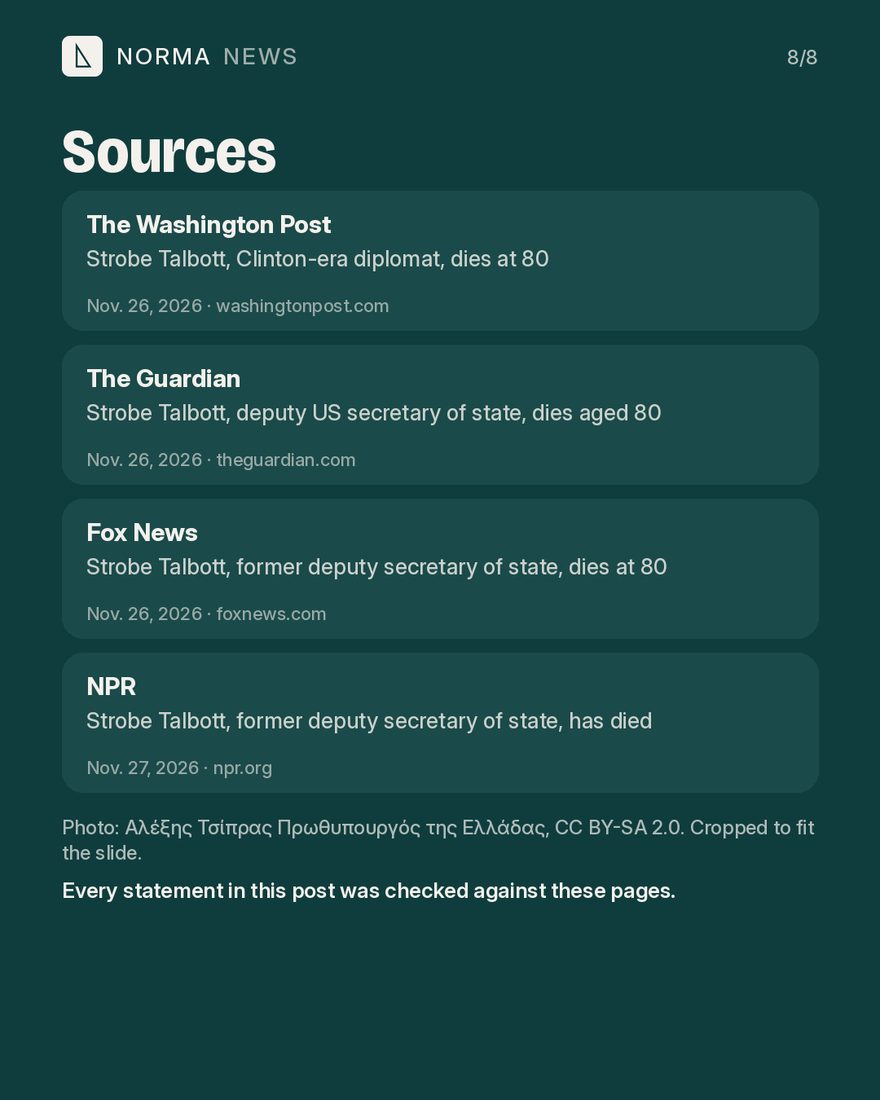 NORMA NEWS
8/8
Sources
The Washington Post
Strobe Talbott, Clinton-era diplomat, dies at 80
Nov. 26, 2026 · washingtonpost.com
The Guardian
Strobe Talbott, deputy US secretary of state, dies aged 80
Nov. 26, 2026 · theguardian.com
Fox News
Strobe Talbott, former deputy secretary of state, dies at 80
Nov. 26, 2026 · foxnews.com
NPR
Strobe Talbott, former deputy secretary of state, has died
Nov. 27, 2026 · npr.org
Photo: Αλέξης Τσίπρας Πρωθυπουργός της Ελλάδας, CC BY-SA 2.0. Cropped to fit
the slide.
Every statement in this post was checked against these pages.